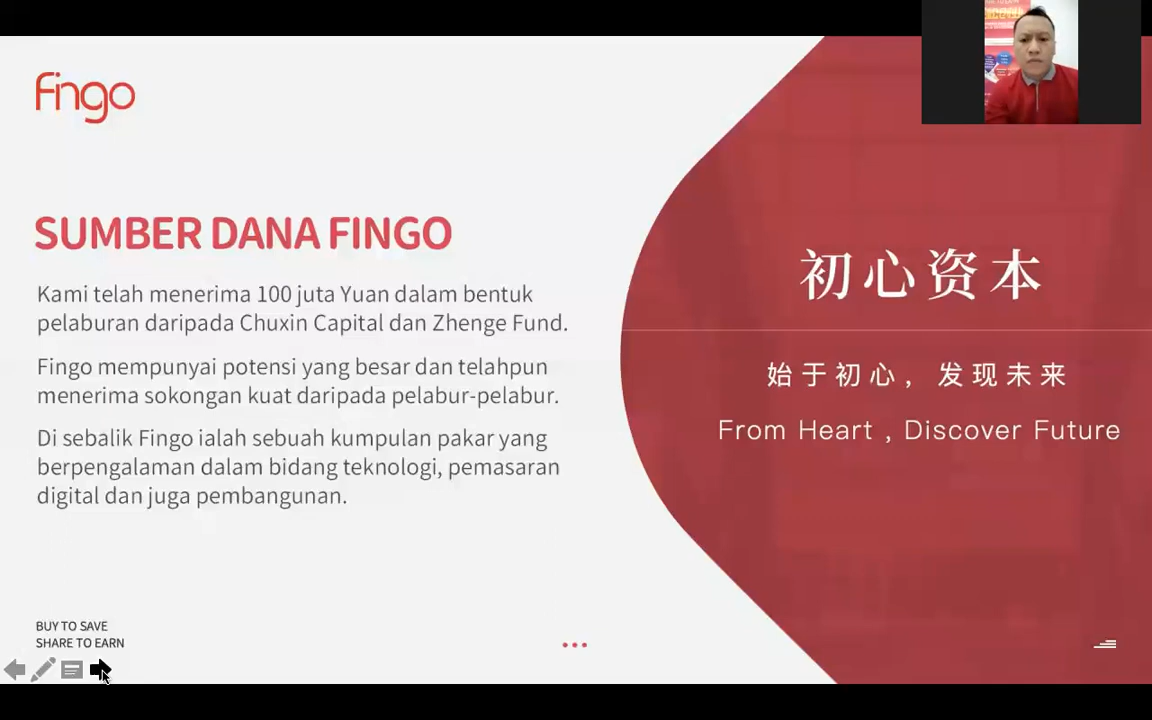 fingo
SUMBER DANA FINGO
Kami telah menerima 100 juta Yuan dalam bentuk
pelaburan daripada Chuxin Capital dan Zhenge Fund.
Fingo mempunyai potensi yang besar dan telahpun
menerima sokongan kuat daripada pelabur-pelabur.
Di sebalik Fingo ialah sebuah kumpulan pakar yang
berpengalaman dalam bidang teknologi, pemasaran
digital dan juga pembangunan.
BUY TO SAVE
SHARE TO EARN
初心资本
始于初心，发现未来
From Heart , Discover Future